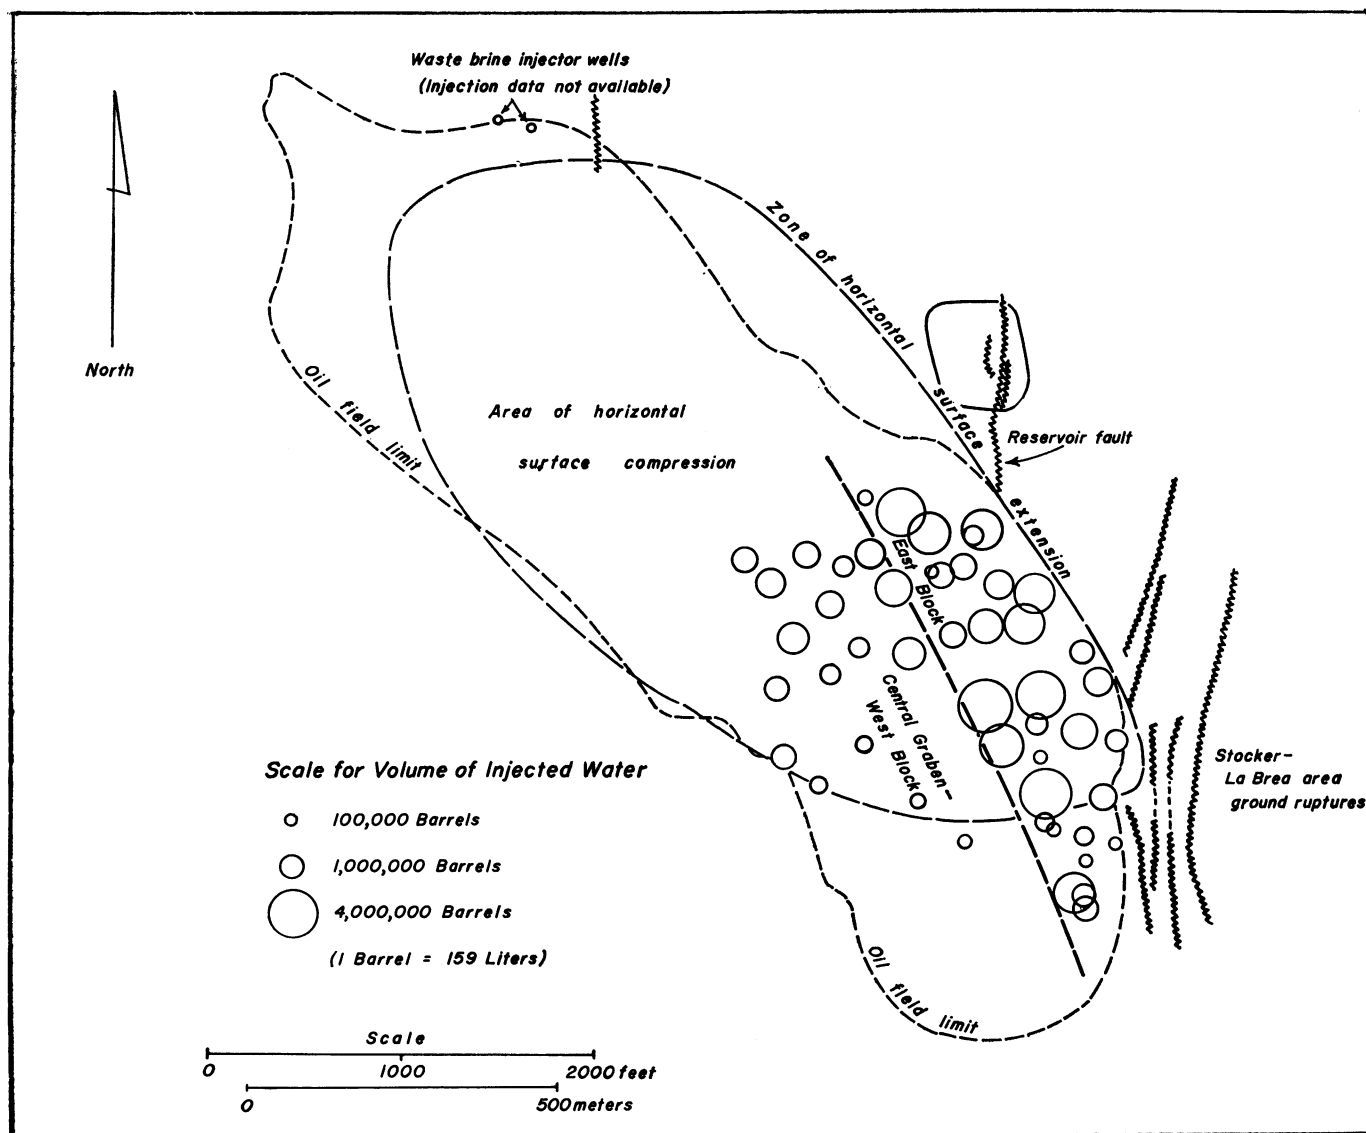 Waste brine injector wells
(Injection data not available)
North
Zone of horizontal surface extension
Oil field limit
Area of horizontal
surface compression
Reservoir fault
East Block
Central Graben-
West Block
Stocker-
La Brea area
ground ruptures
Scale for Volume of Injected Water
100,000 Barrels
1,000,000 Barrels
4,000,000 Barrels
(1 Barrel = 159 Liters)
Oil field limit
Scale
0 1000 2000 feet
0 500 meters